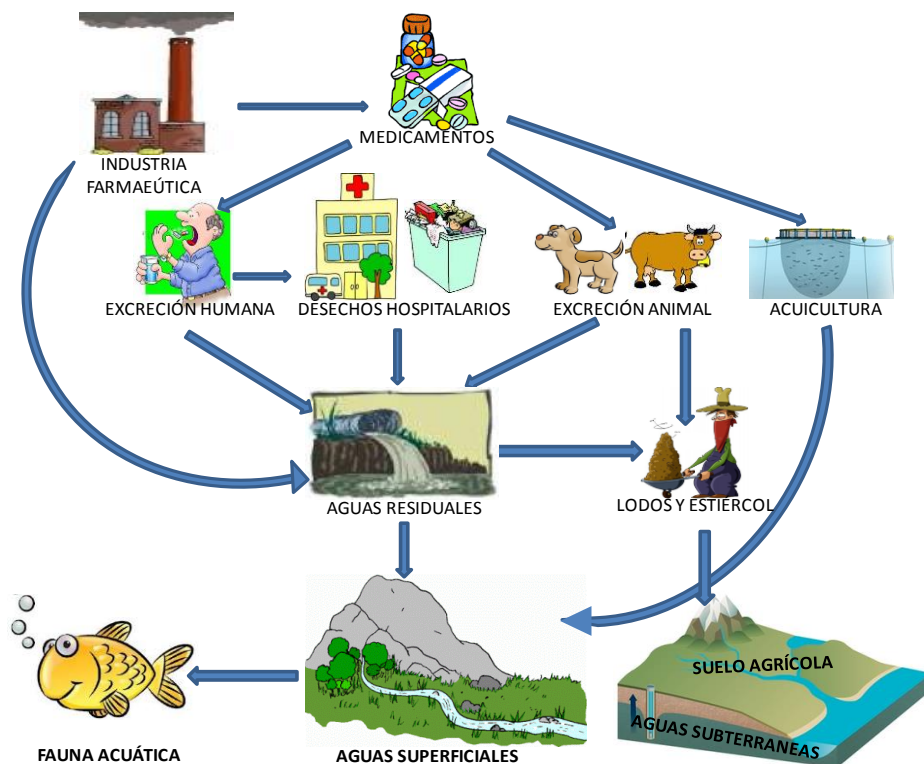 MEDICAMENTOS
INDUSTRIA
FARMAEÚTICA
EXCRECIÓN HUMANA
DESECHOS HOSPITALARIOS
EXCRECIÓN ANIMAL
ACUICULTURA
AGUAS RESIDUALES
LODOS Y ESTIERCOL
SUELO AGRÍCOLA
AGUAS SUBTERRANEAS
FAUNA ACUÁTICA
AGUAS SUPERFICIALES